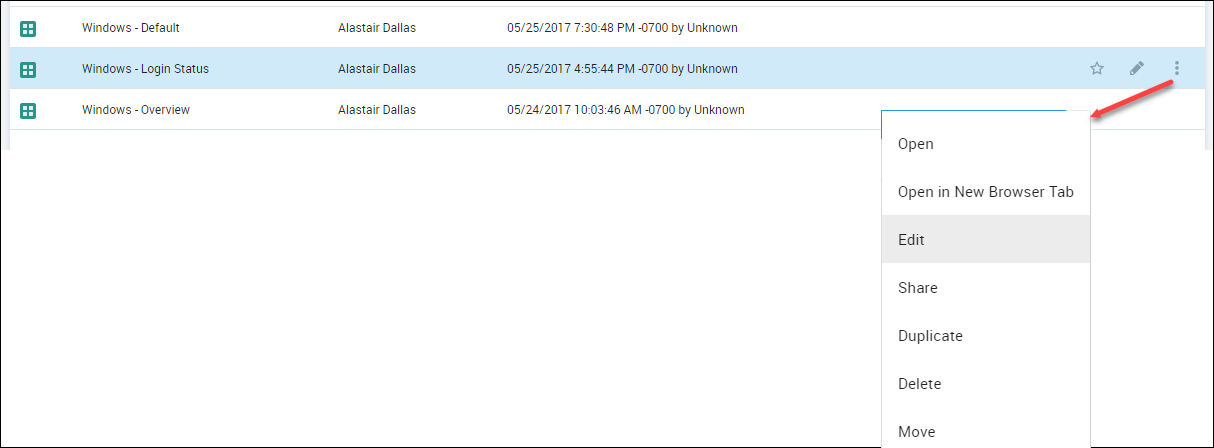 Windows - Default Alastair Dallas 05/25/2017 7:30:48 PM -0700 by Unknown
Windows - Login Status Alastair Dallas 05/25/2017 4:55:44 PM -0700 by Unknown
Windows - Overview Alastair Dallas 05/24/2017 10:03:46 AM -0700 by Unknown
Open
Open in New Browser Tab
Edit
Share
Duplicate
Delete
Move